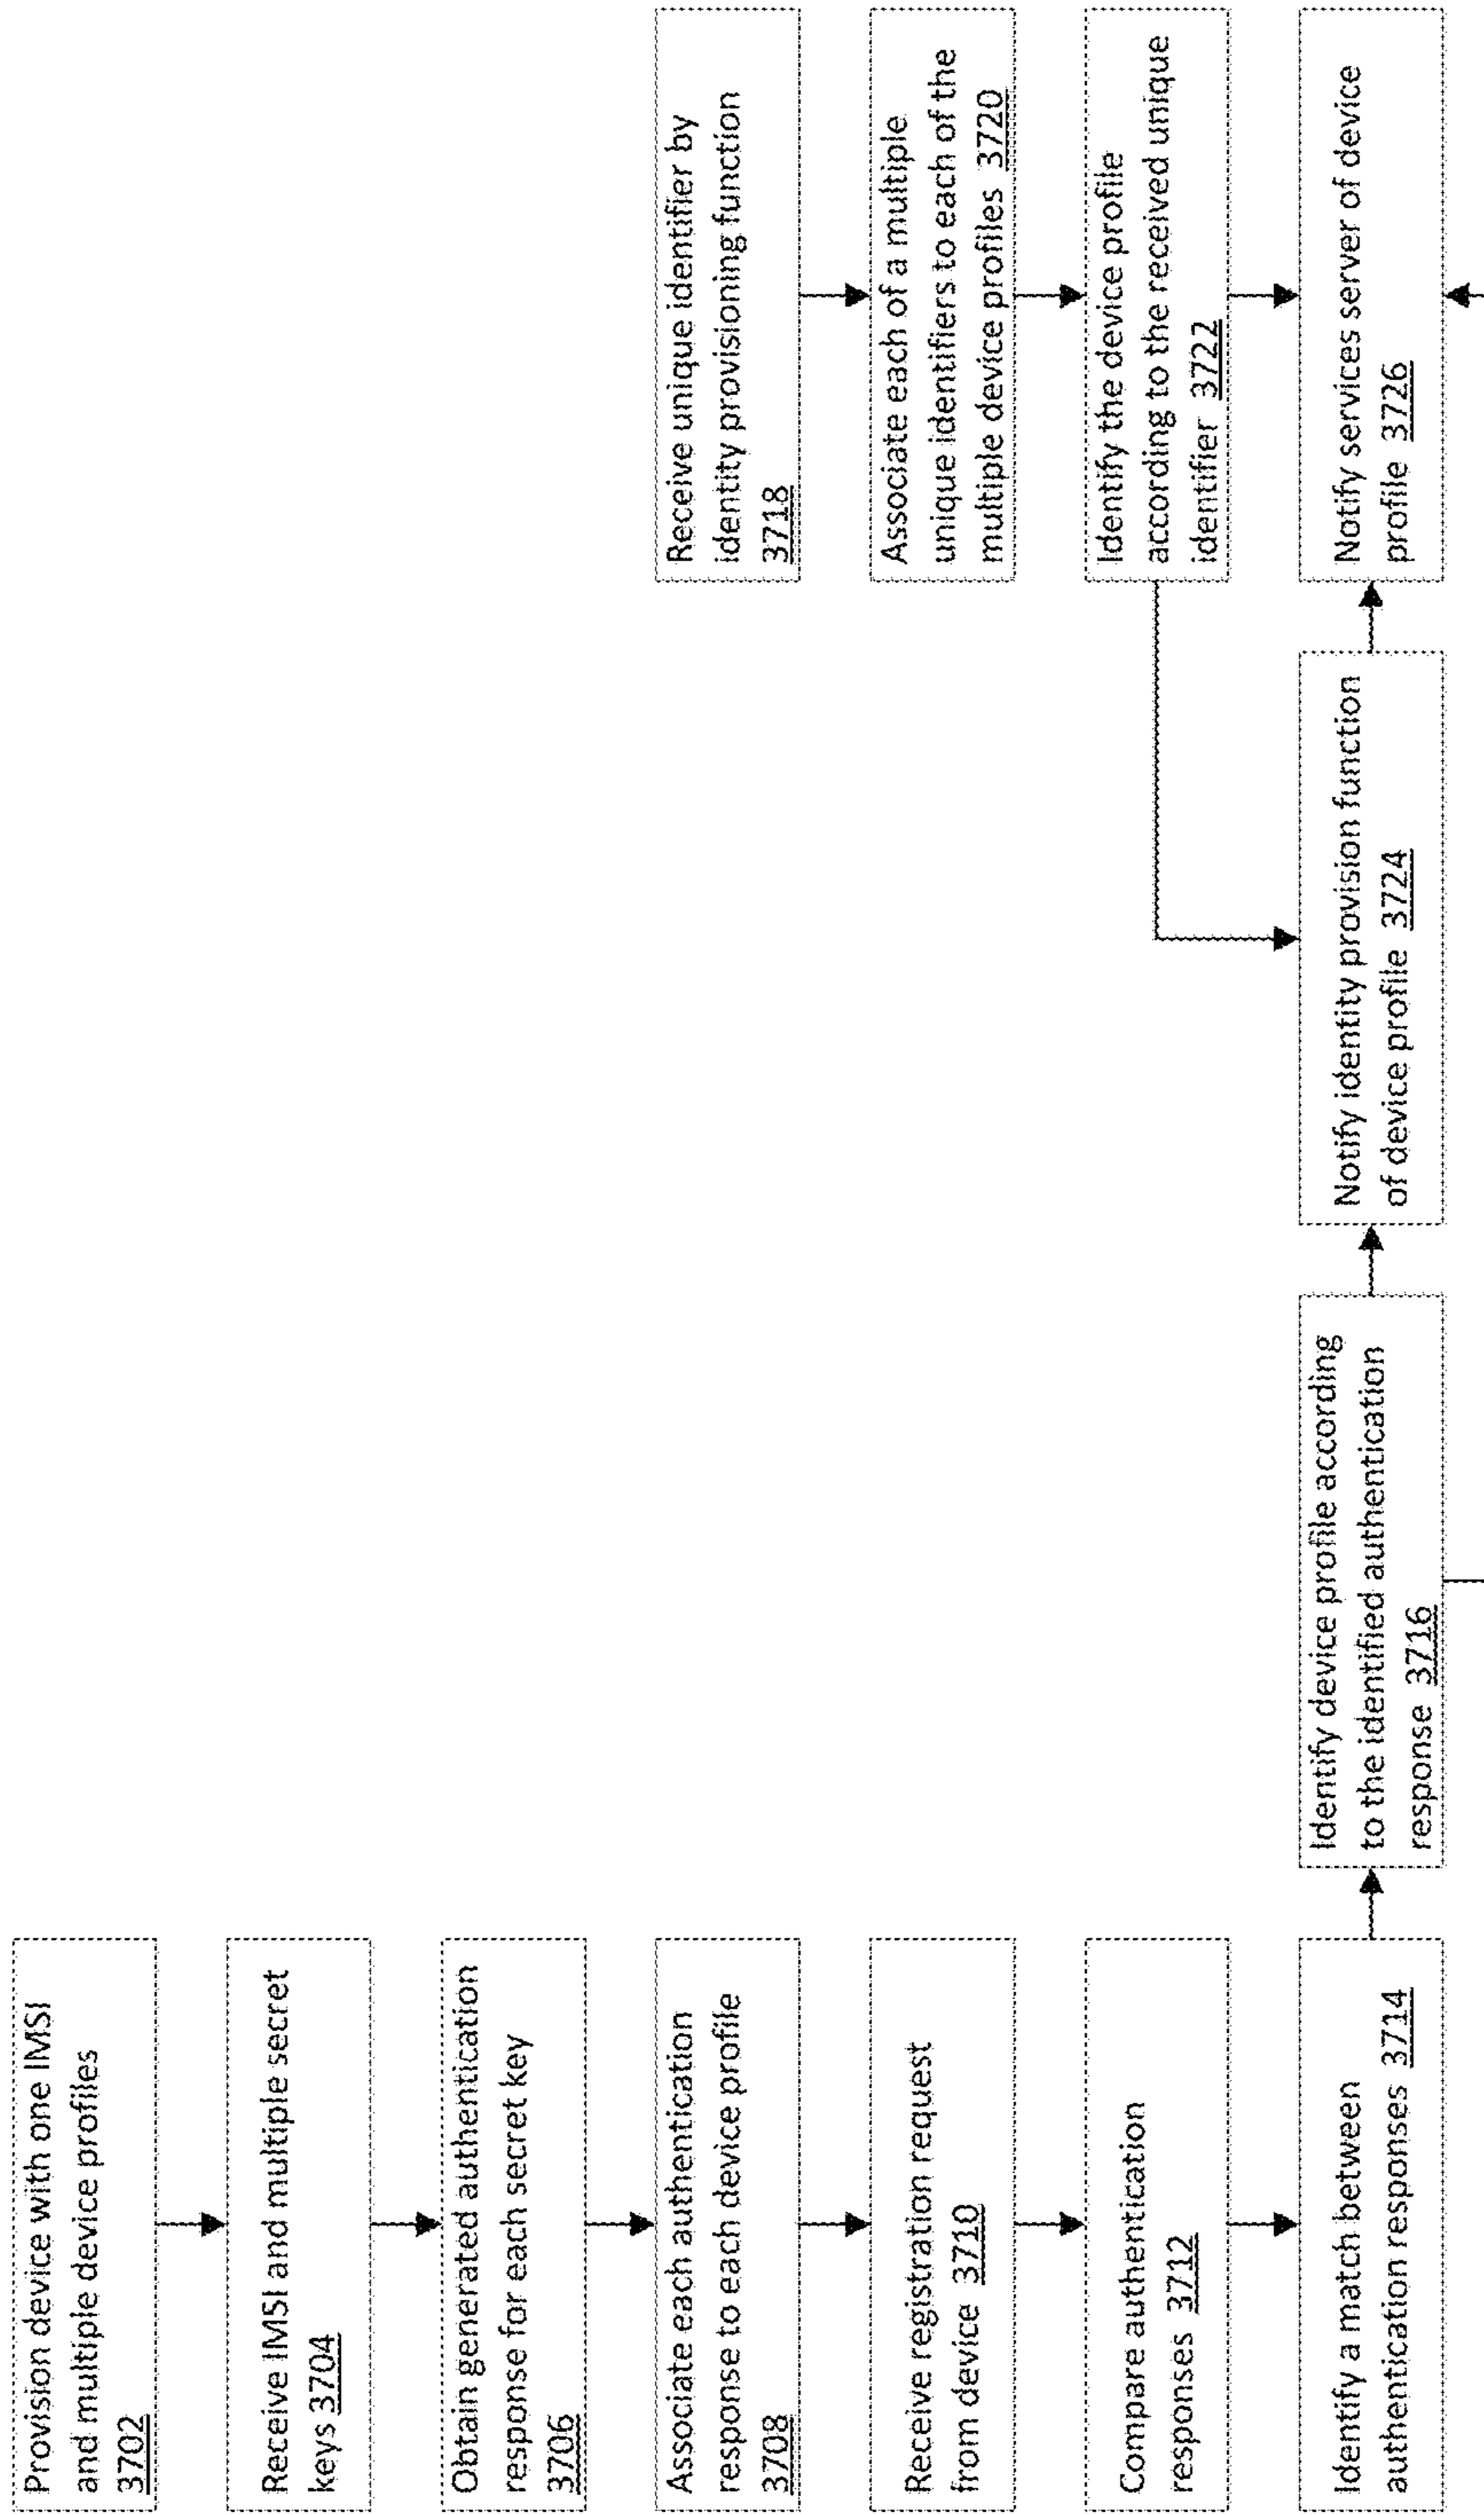 Provision device with one IMSI
and multiple device profiles
3702
Receive IMSI and multiple secret
keys 3704
Obtain generated authentication
response for each secret key
3706
Associate each authentication
response to each device profile
3708
Receive registration request
from device 3710
Compare authentication
responses 3712
Identify a match between
authentication responses 3714
Identify device profile according
to the identified authentication
response 3716
Notify identity provision function
of device profile 3724
Receive unique identifier by
identity provisioning function
3718
Associate each of a multiple
unique identifiers to each of the
multiple device profiles 3720
Identify the device profile
according to the received unique
identifier 3722
Notify services server of device
profile 3726